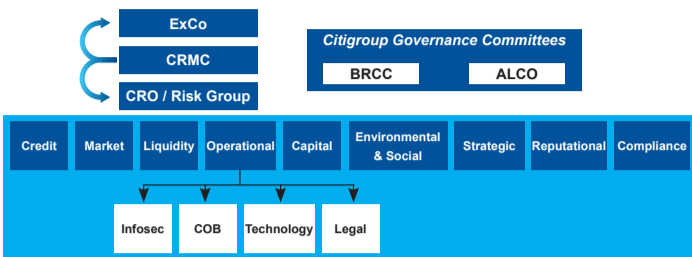 ExCo
CRMC
CRO / Risk Group
Citigroup Governance Committees
BRCC ALCO
Credit Market Liquidity Operational Capital Environmental & Social Strategic Reputational Compliance
Infosec COB Technology Legal